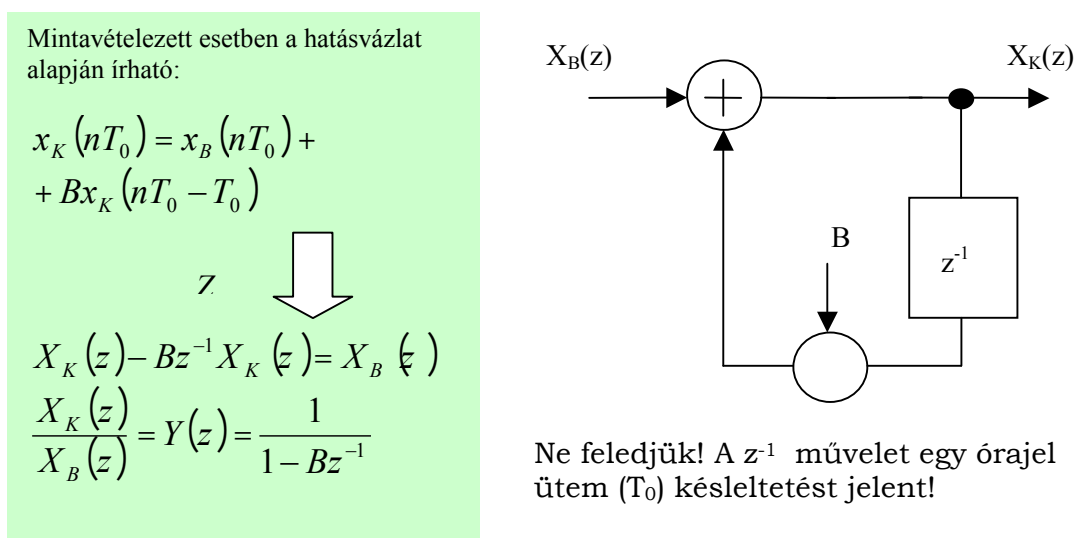 Mintavételezett esetben a hatásvázlat
alapján írható:
x_K(nT_0) = x_B(nT_0) +
+ Bx_K(nT_0 − T_0)
Z
X_K(z) − Bz^{-1} X_K(z) = X_B(z)
X_K(z)/X_B(z) = Y(z) = 1/(1 − Bz^{-1})
X_B(z)
X_K(z)
+
B
z^{-1}
Ne feledjük! A z^{-1} művelet egy órajel
ütem (T_0) késleltetést jelent!